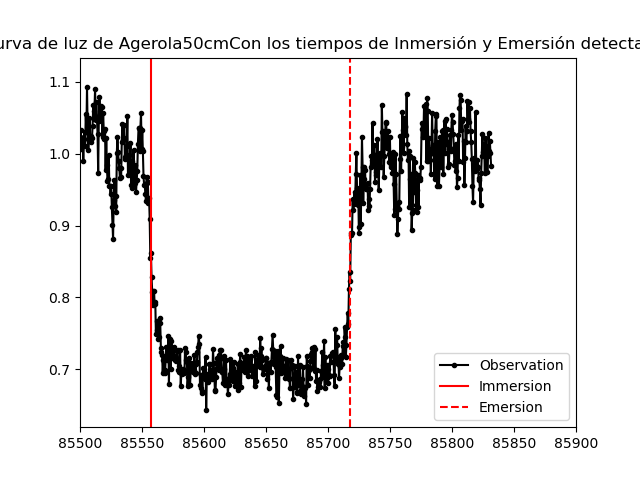 urva de luz de Agerola50cmCon los tiempos de Inmersión y Emersión detecta
1.1
1.0
0.9
0.8
0.7
Observation
Immersion
Emersion
85500 85550 85600 85650 85700 85750 85800 85850 85900